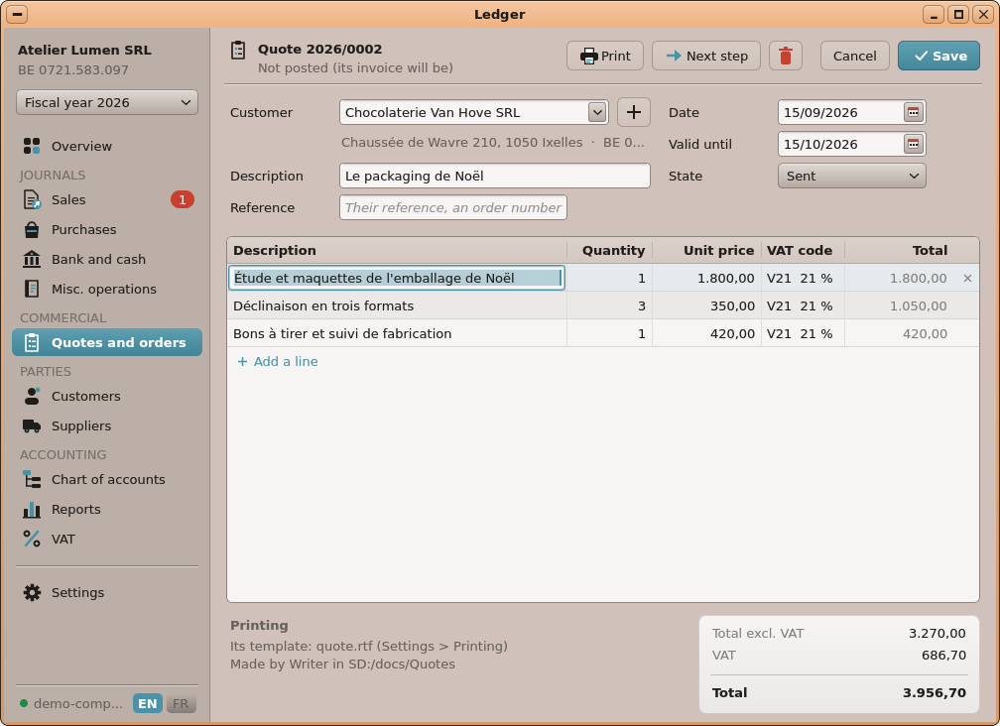 Ledger
Atelier Lumen SRL
BE 0721.583.097
Fiscal year 2026
Overview
JOURNALS
Sales 1
Purchases
Bank and cash
Misc. operations
COMMERCIAL
Quotes and orders
PARTIES
Customers
Suppliers
ACCOUNTING
Chart of accounts
Reports
VAT
Settings
demo-comp... EN FR
Quote 2026/0002
Not posted (its invoice will be)
Print Next step Cancel Save
Customer Chocolaterie Van Hove SRL
Chaussée de Wavre 210, 1050 Ixelles · BE 0...
Description Le packaging de Noël
Reference Their reference, an order number
Date 15/09/2026
Valid until 15/10/2026
State Sent
Description Quantity Unit price VAT code Total
Étude et maquettes de l'emballage de Noël 1 1.800,00 V21 21 % 1.800,00 ×
Déclinaison en trois formats 3 350,00 V21 21 % 1.050,00
Bons à tirer et suivi de fabrication 1 420,00 V21 21 % 420,00
+ Add a line
Printing
Its template: quote.rtf (Settings > Printing)
Made by Writer in SD:/docs/Quotes
Total excl. VAT 3.270,00
VAT 686,70
Total 3.956,70